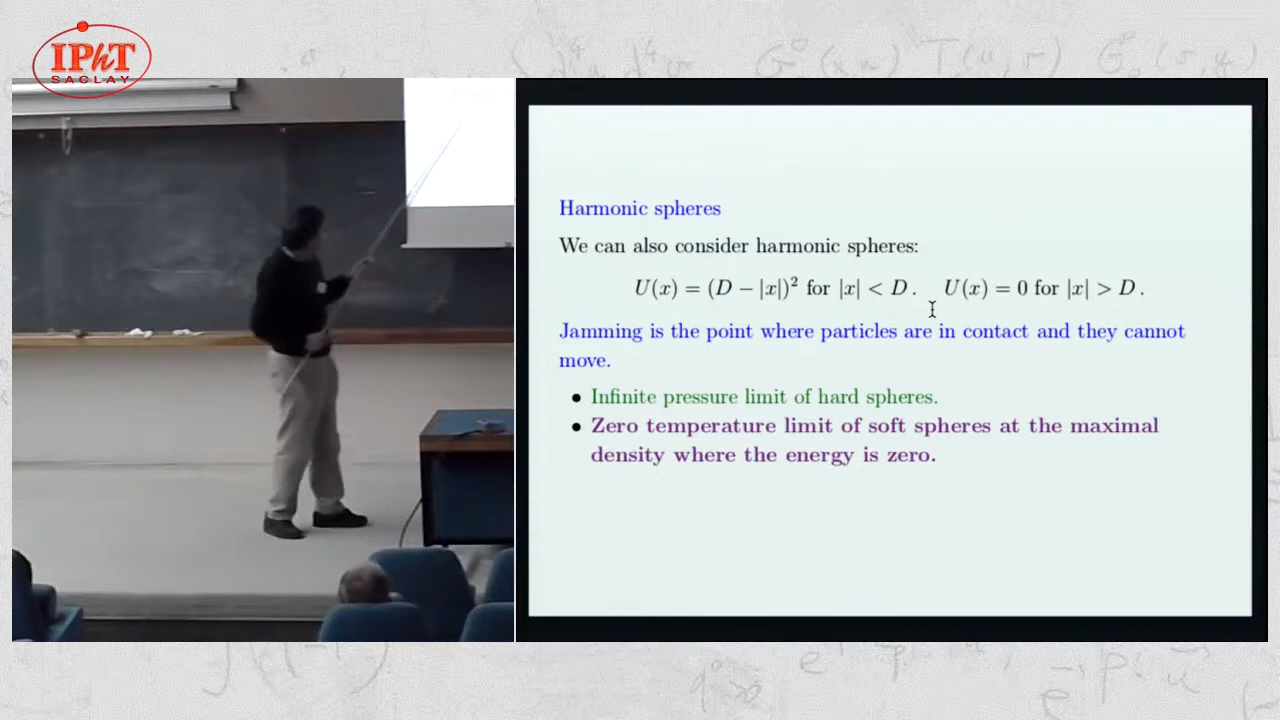 IPhT
SACLAY
Harmonic spheres
We can also consider harmonic spheres:
U(x) = (D − |x|)² for |x| < D .    U(x) = 0 for |x| > D .
Jamming is the point where particles are in contact and they cannot
move.
• Infinite pressure limit of hard spheres.
• Zero temperature limit of soft spheres at the maximal
density where the energy is zero.